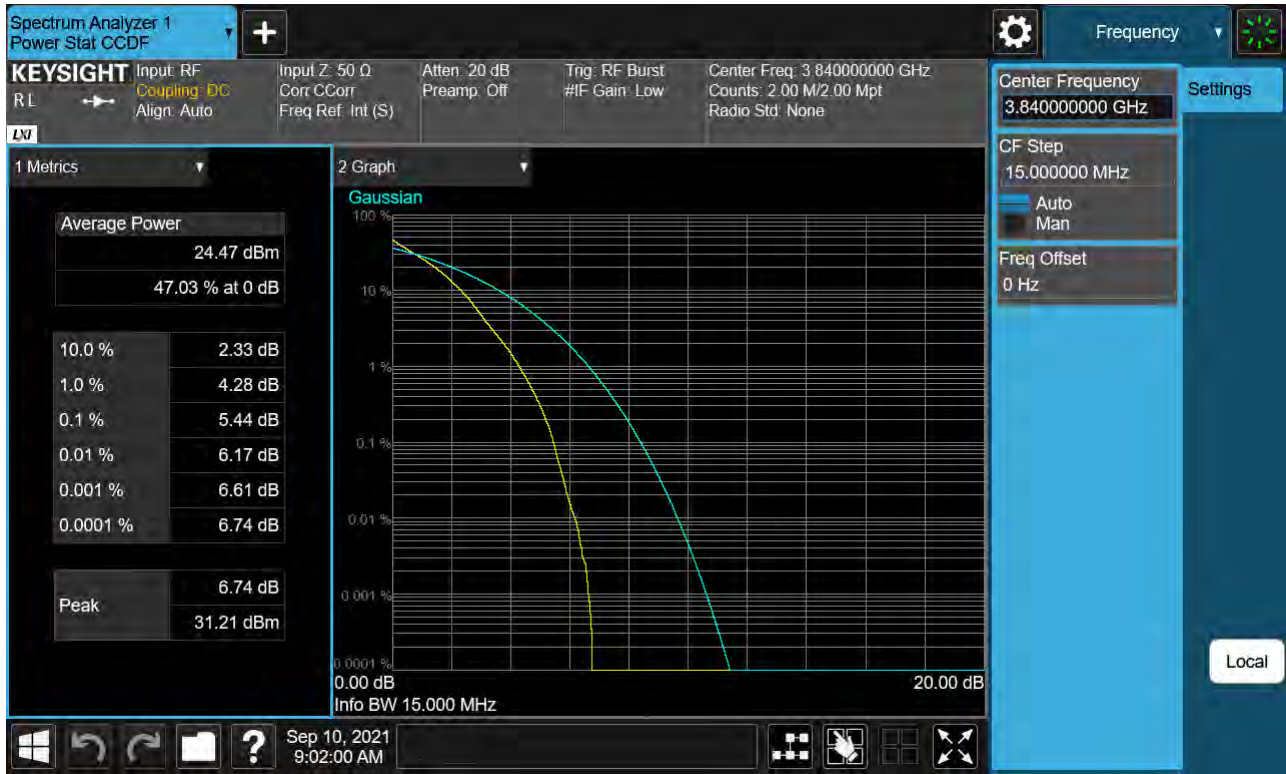 Spectrum Analyzer 1
Power Stat CCDF
+
Frequency
KEYSIGHT
RL
LXI
Input: RF
Coupling: DC
Align: Auto
Input Z: 50 Ω
Corr CCorr
Freq Ref: Int (S)
Atten: 20 dB
Preamp: Off
Trig: RF Burst
#IF Gain: Low
Center Freq: 3.840000000 GHz
Counts: 2.00 M/2.00 Mpt
Radio Std: None
Center Frequency
3.840000000 GHz
Settings
CF Step
15.000000 MHz
Auto
Man
Freq Offset
0 Hz
Local
1 Metrics
Average Power
24.47 dBm
47.03 % at 0 dB
10.0 % 2.33 dB
1.0 % 4.28 dB
0.1 % 5.44 dB
0.01 % 6.17 dB
0.001 % 6.61 dB
0.0001 % 6.74 dB
Peak
6.74 dB
31.21 dBm
2 Graph
Gaussian
100 %
10 %
1 %
0.1 %
0.01 %
0.001 %
0.0001 %
0.00 dB 20.00 dB
Info BW 15.000 MHz
?
Sep 10, 2021
9:02:00 AM